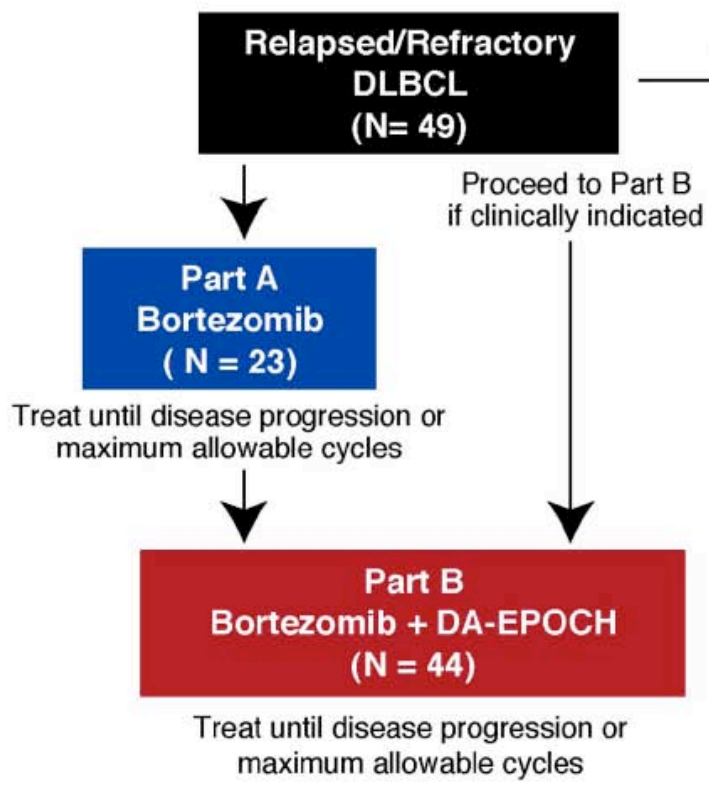 Relapsed/Refractory
DLBCL
(N= 49)
Proceed to Part B
if clinically indicated
Part A
Bortezomib
( N = 23)
Treat until disease progression or
maximum allowable cycles
Part B
Bortezomib + DA-EPOCH
(N = 44)
Treat until disease progression or
maximum allowable cycles